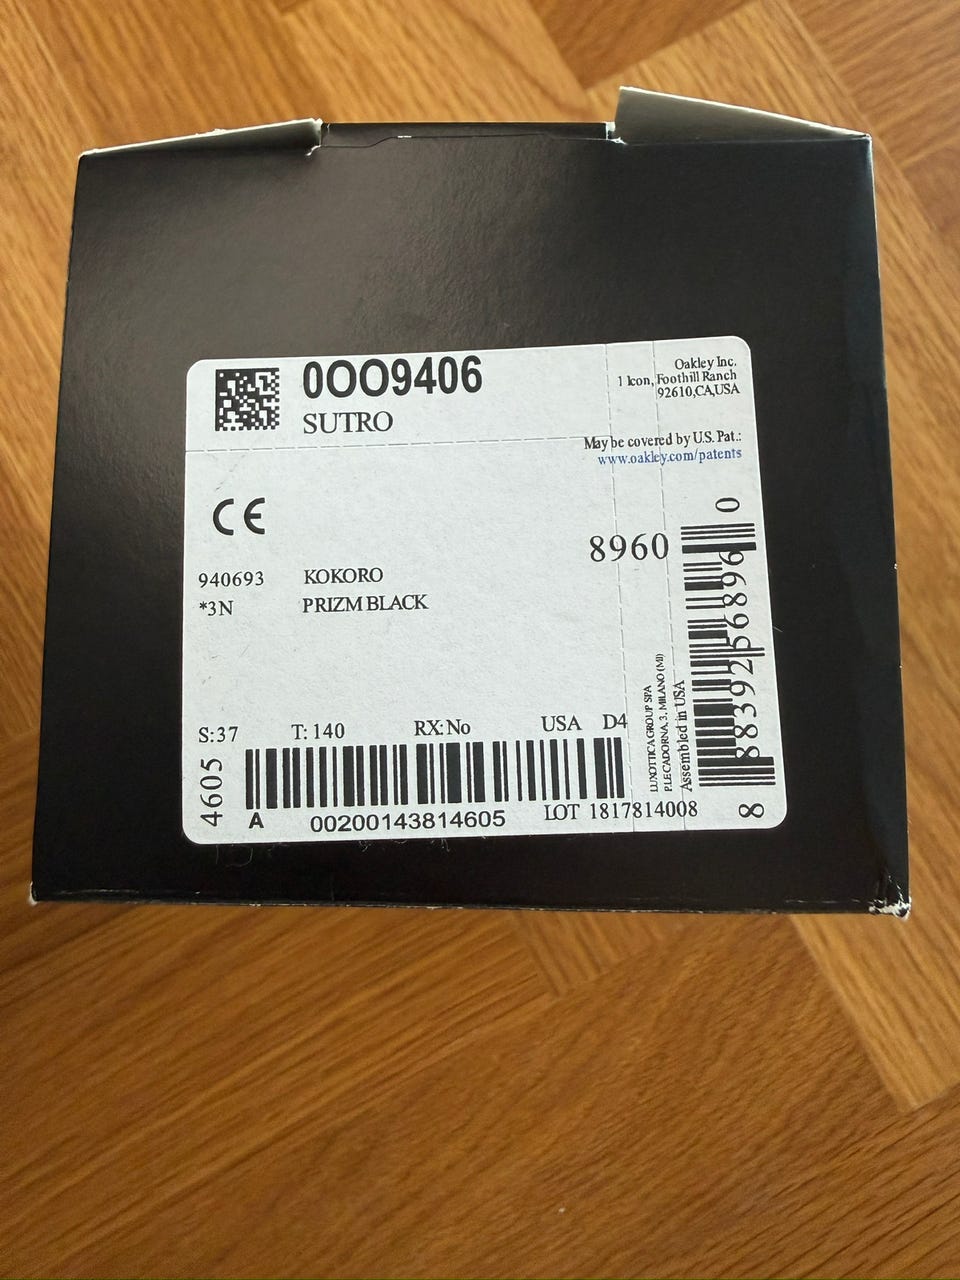 0OO9406
SUTRO
Oakley Inc.
1 Icon, Foothill Ranch
92610,CA,USA
May be covered by U.S. Pat.:
www.oakley.com/patents
CE
8960
940693 KOKORO
*3N PRIZM BLACK
S:37 T:140 RX:No USA D4
4605
A 00200143814605
LOT 1817814008
LUXOTTICA GROUP SPA
P.LE CADORNA, 3, MILANO (MI)
Assembled in USA
8 88392 56896 0